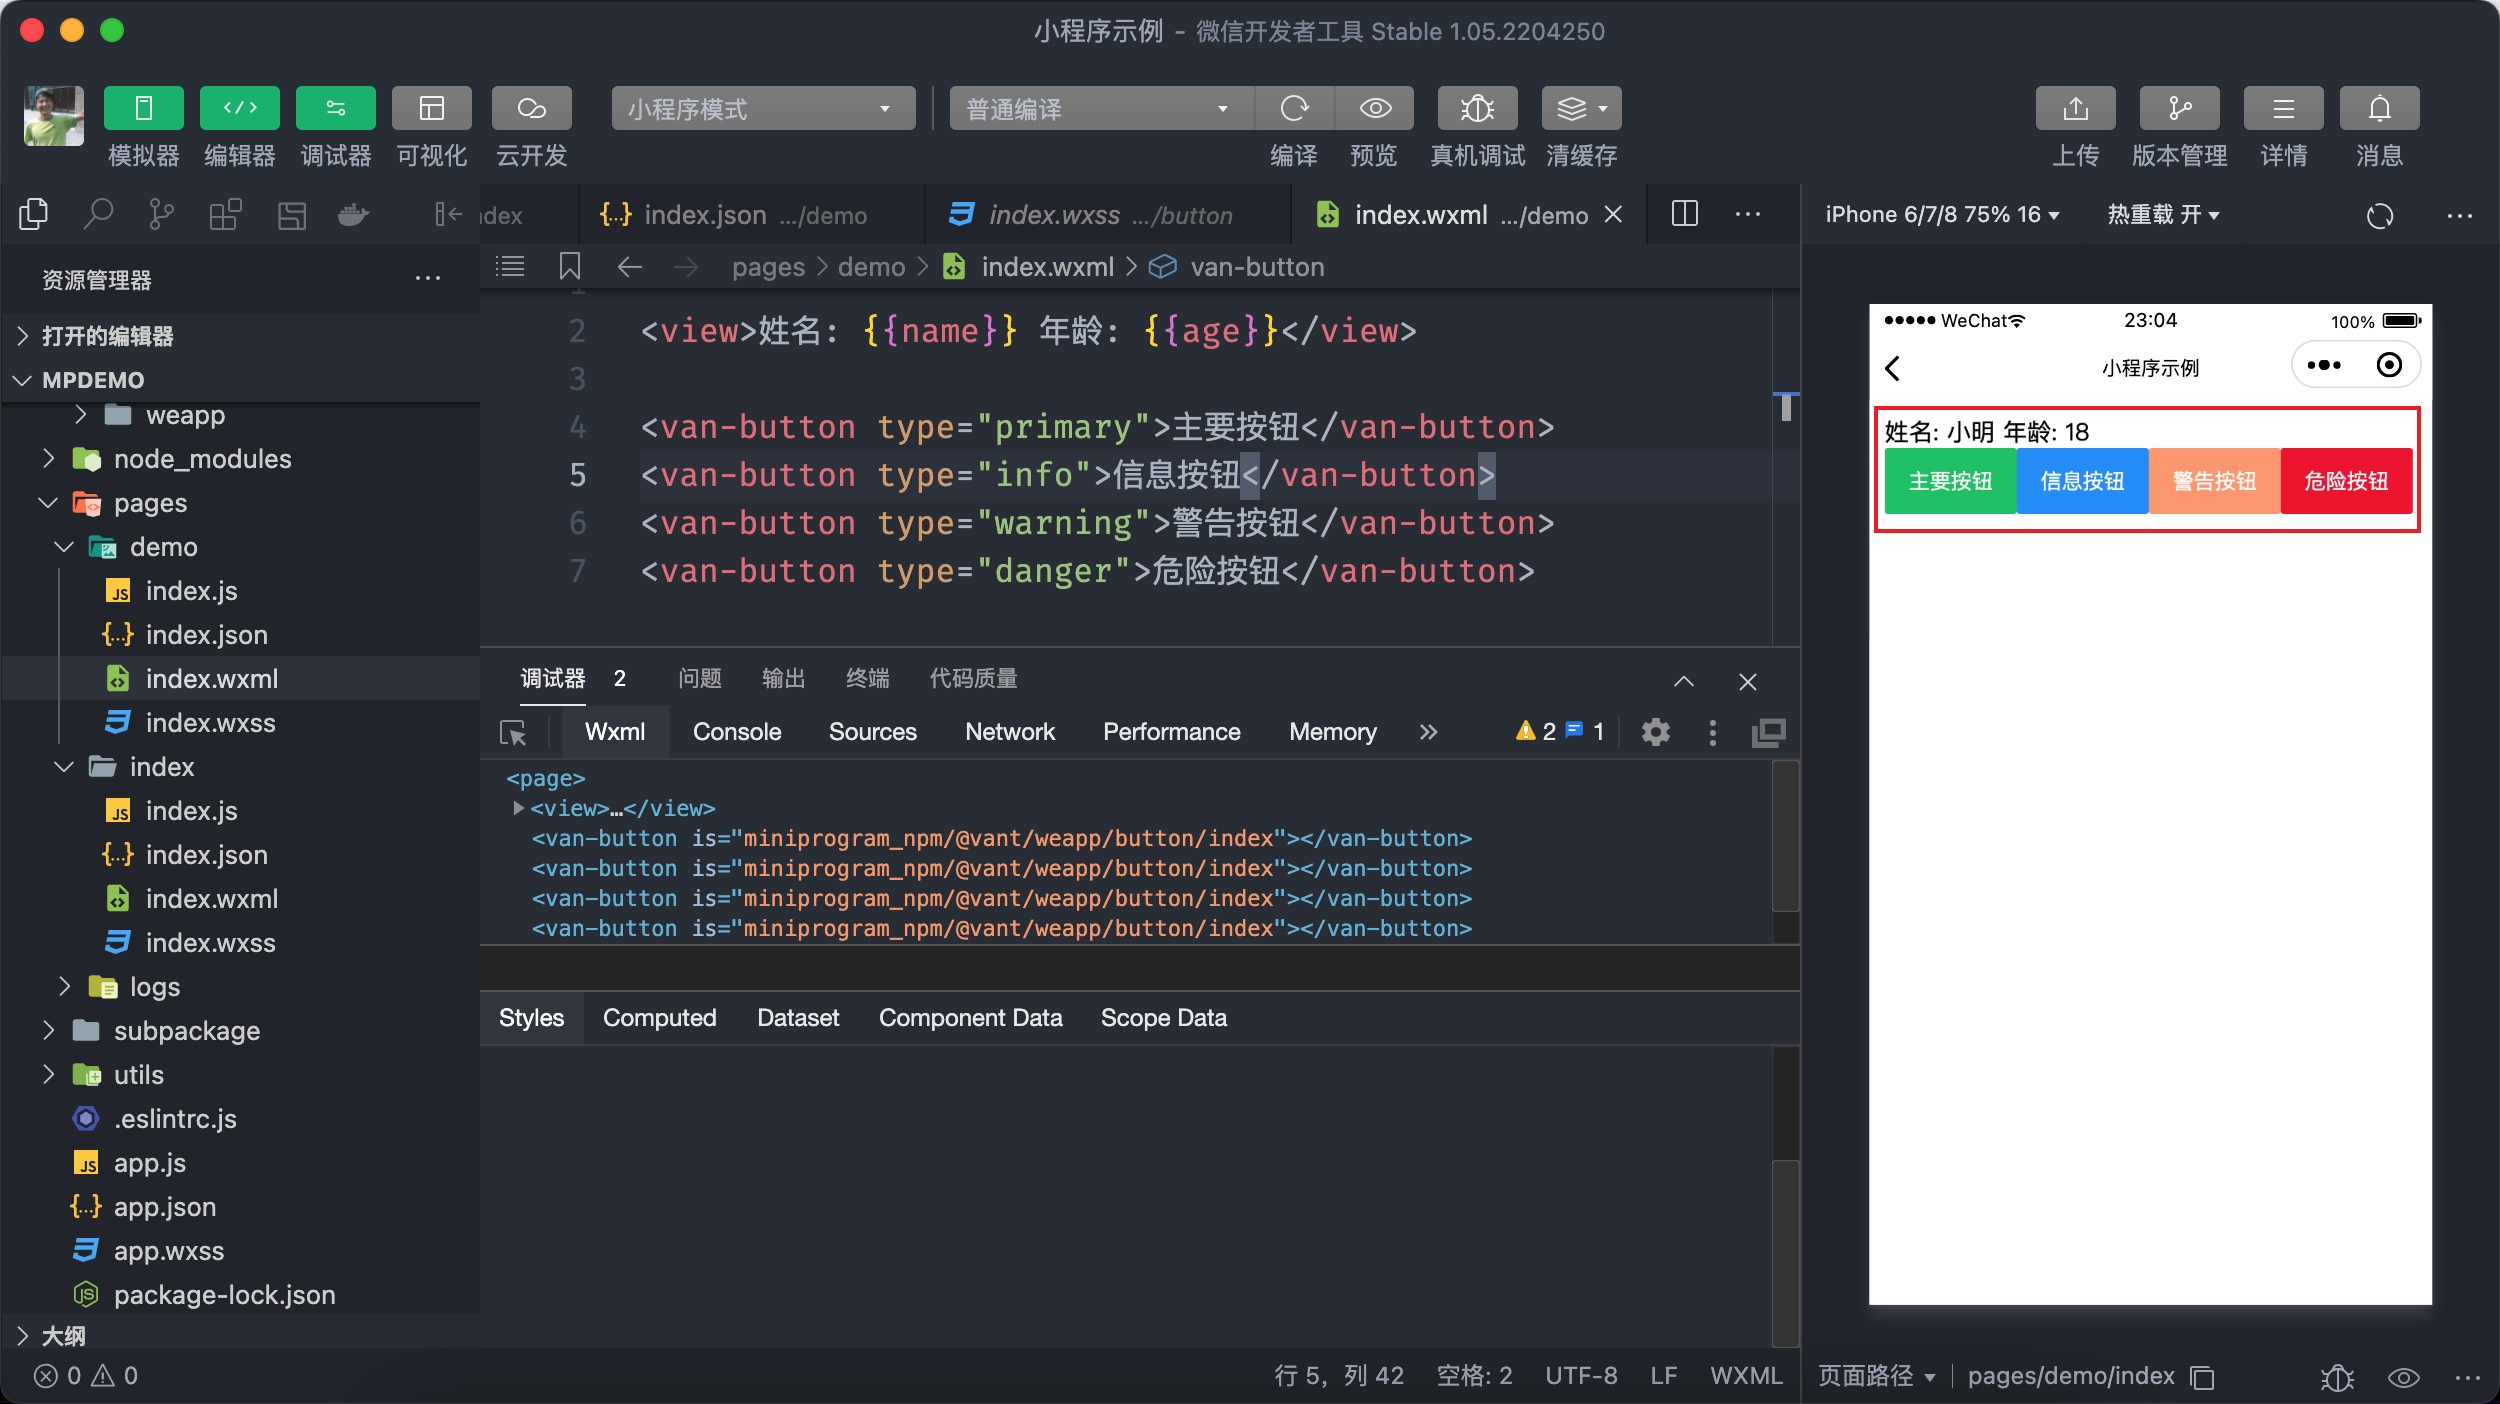 小程序示例 - 微信开发者工具 Stable 1.05.2204250
模拟器 编辑器 调试器 可视化 云开发
小程序模式
普通编译
编译 预览 真机调试 清缓存
上传 版本管理 详情 消息
资源管理器
打开的编辑器
MPDEMO
weapp
node_modules
pages
demo
index.js
index.json
index.wxml
index.wxss
index
index.js
index.json
index.wxml
index.wxss
logs
subpackage
utils
.eslintrc.js
app.js
app.json
app.wxss
package-lock.json
大纲
0 0
index.json .../demo
index.wxss .../button
index.wxml .../demo
pages > demo > index.wxml > van-button
2 <view>姓名: {{name}} 年龄: {{age}}</view>
3
4 <van-button type="primary">主要按钮</van-button>
5 <van-button type="info">信息按钮</van-button>
6 <van-button type="warning">警告按钮</van-button>
7 <van-button type="danger">危险按钮</van-button>
调试器 2 问题 输出 终端 代码质量
Wxml Console Sources Network Performance Memory » 2 1
<page>
<view>…</view>
<van-button is="miniprogram_npm/@vant/weapp/button/index"></van-button>
<van-button is="miniprogram_npm/@vant/weapp/button/index"></van-button>
<van-button is="miniprogram_npm/@vant/weapp/button/index"></van-button>
<van-button is="miniprogram_npm/@vant/weapp/button/index"></van-button>
Styles Computed Dataset Component Data Scope Data
行 5，列 42 空格: 2 UTF-8 LF WXML
iPhone 6/7/8 75% 16 热重载 开
WeChat 23:04 100%
小程序示例
姓名: 小明 年龄: 18
主要按钮 信息按钮 警告按钮 危险按钮
页面路径 pages/demo/index